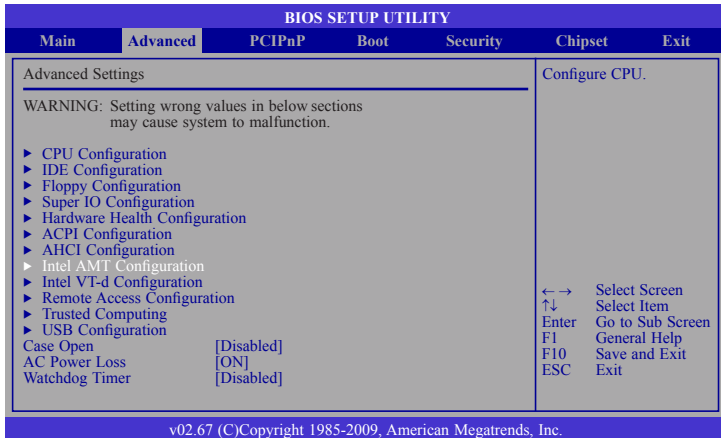 BIOS SETUP UTILITY
Main Advanced PCIPnP Boot Security Chipset Exit
Advanced Settings
WARNING: Setting wrong values in below sections
may cause system to malfunction.
► CPU Configuration
► IDE Configuration
► Floppy Configuration
► Super IO Configuration
► Hardware Health Configuration
► ACPI Configuration
► AHCI Configuration
► Intel AMT Configuration
► Intel VT-d Configuration
► Remote Access Configuration
► Trusted Computing
► USB Configuration
Case Open [Disabled]
AC Power Loss [ON]
Watchdog Timer [Disabled]
Configure CPU.
←→ Select Screen
↑↓ Select Item
Enter Go to Sub Screen
F1 General Help
F10 Save and Exit
ESC Exit
v02.67 (C)Copyright 1985-2009, American Megatrends, Inc.